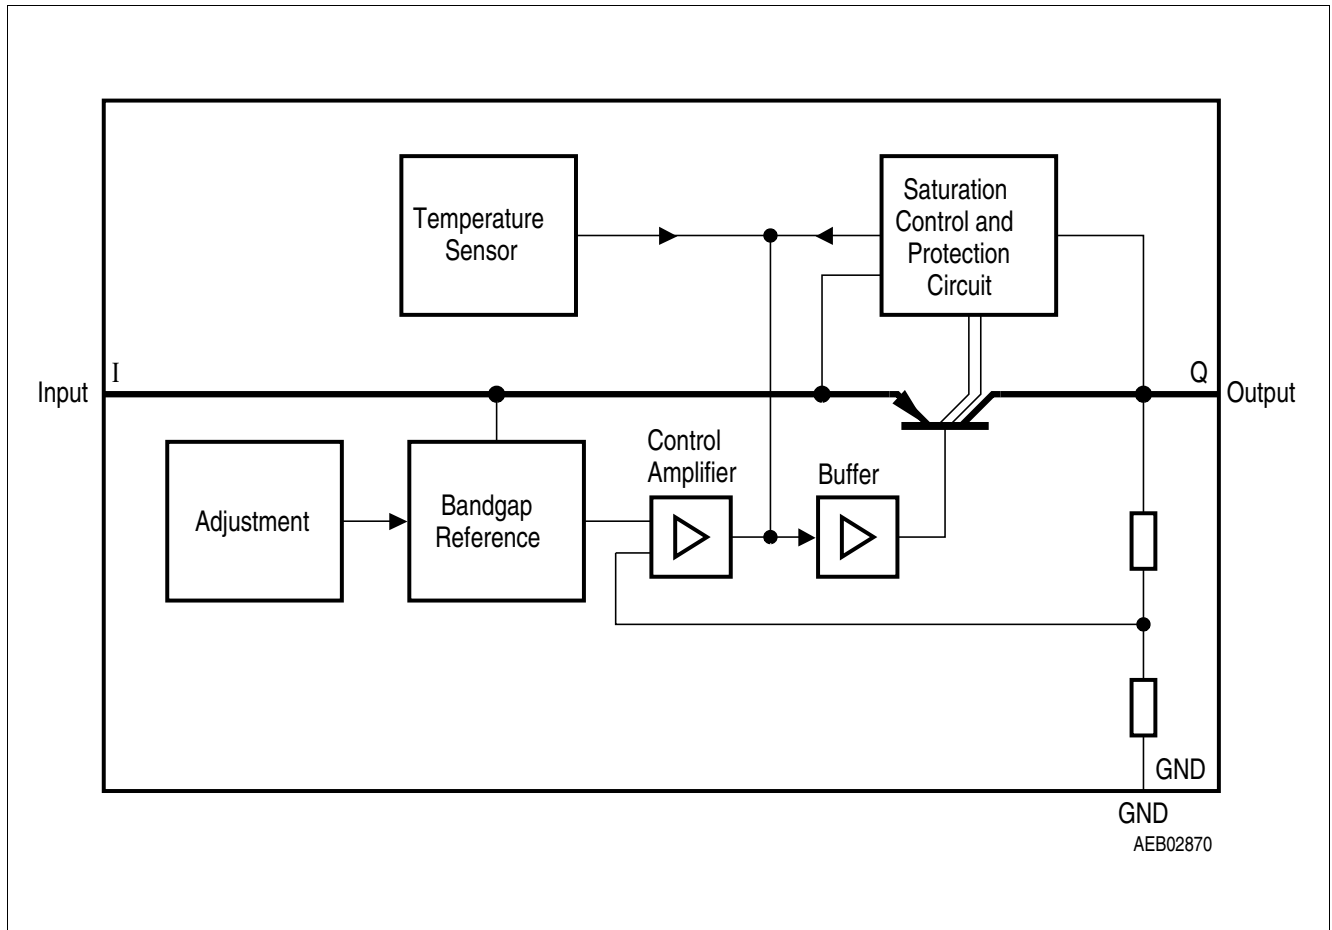 Temperature
Sensor
Saturation
Control and
Protection
Circuit
I
Q
Input
Output
Control
Amplifier
Buffer
Adjustment
Bandgap
Reference
GND
GND
AEB02870